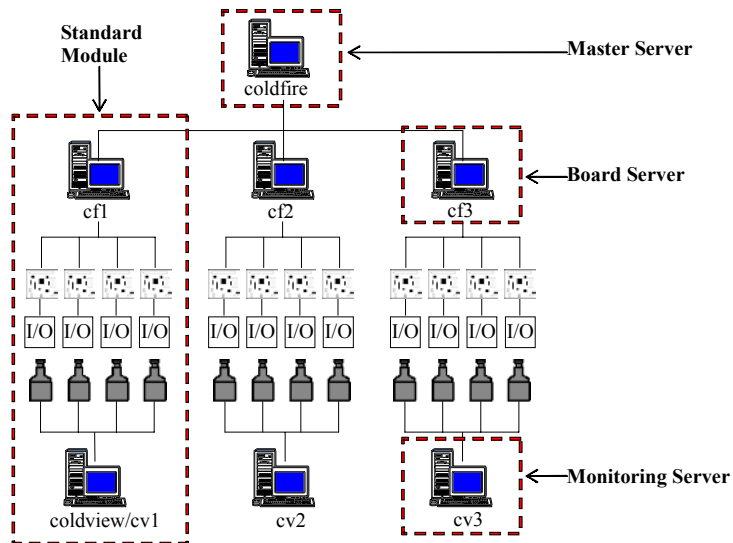 Standard
Module
Master Server
coldfire
cf1
cf2
cf3
Board Server
I/O I/O I/O I/O I/O I/O I/O I/O I/O I/O I/O I/O
coldview/cv1
cv2
cv3
Monitoring Server